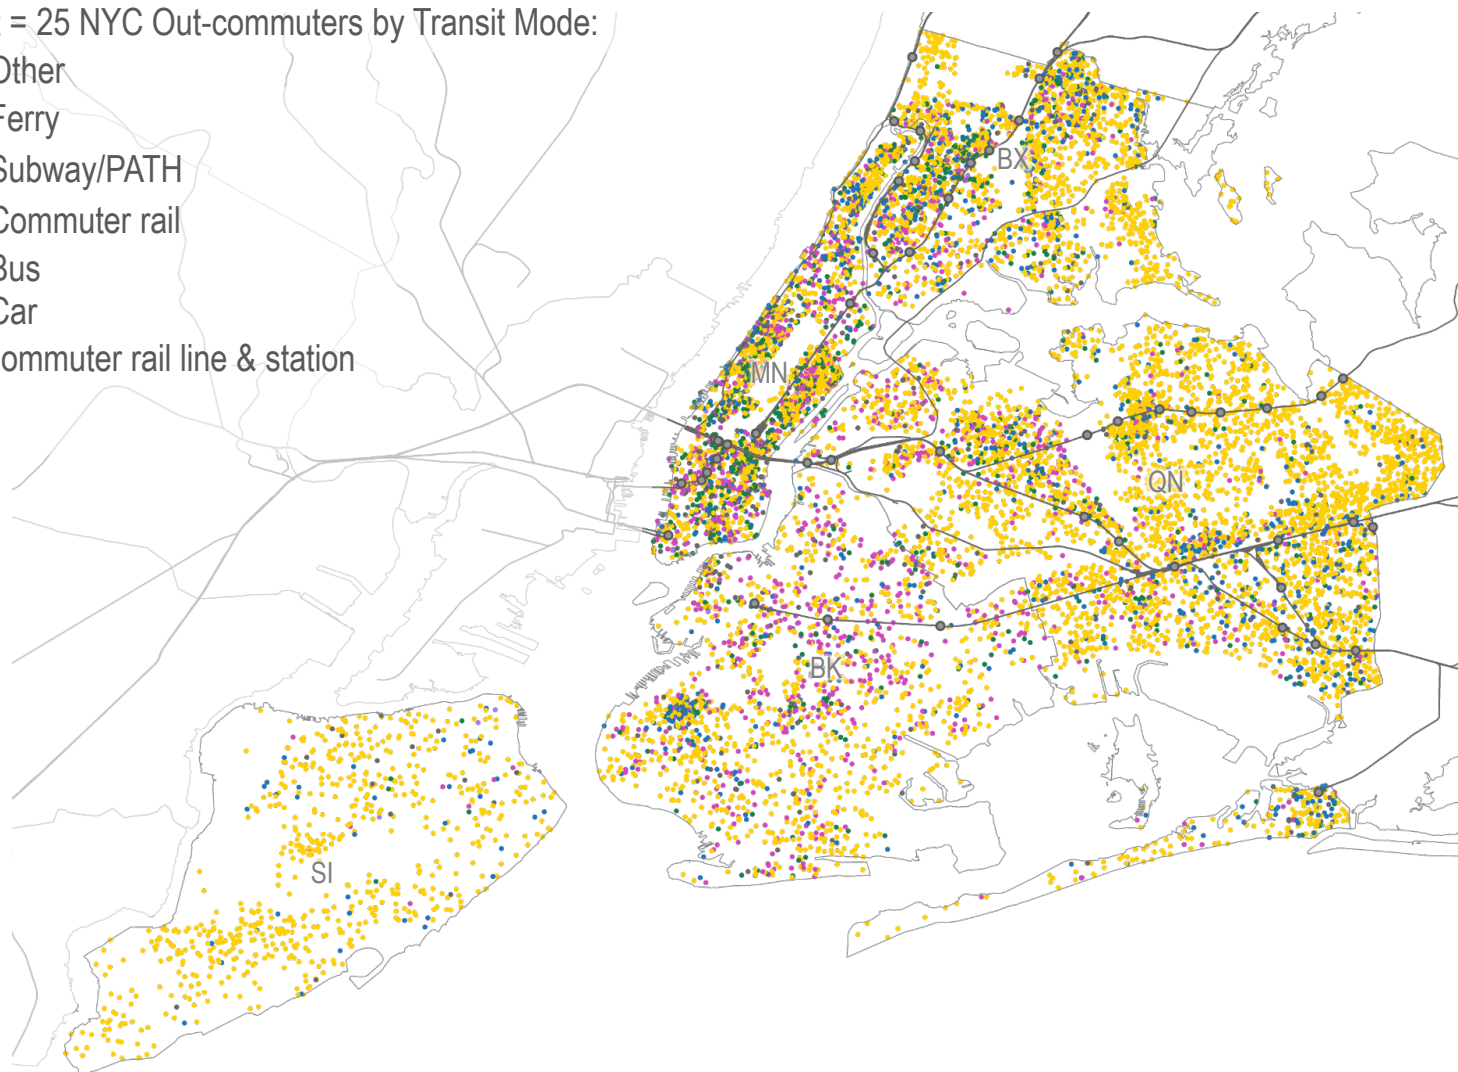 = 25 NYC Out-commuters by Transit Mode:
Other
Ferry
Subway/PATH
Commuter rail
Bus
Car
ommuter rail line & station
BX
MN
QN
BK
SI